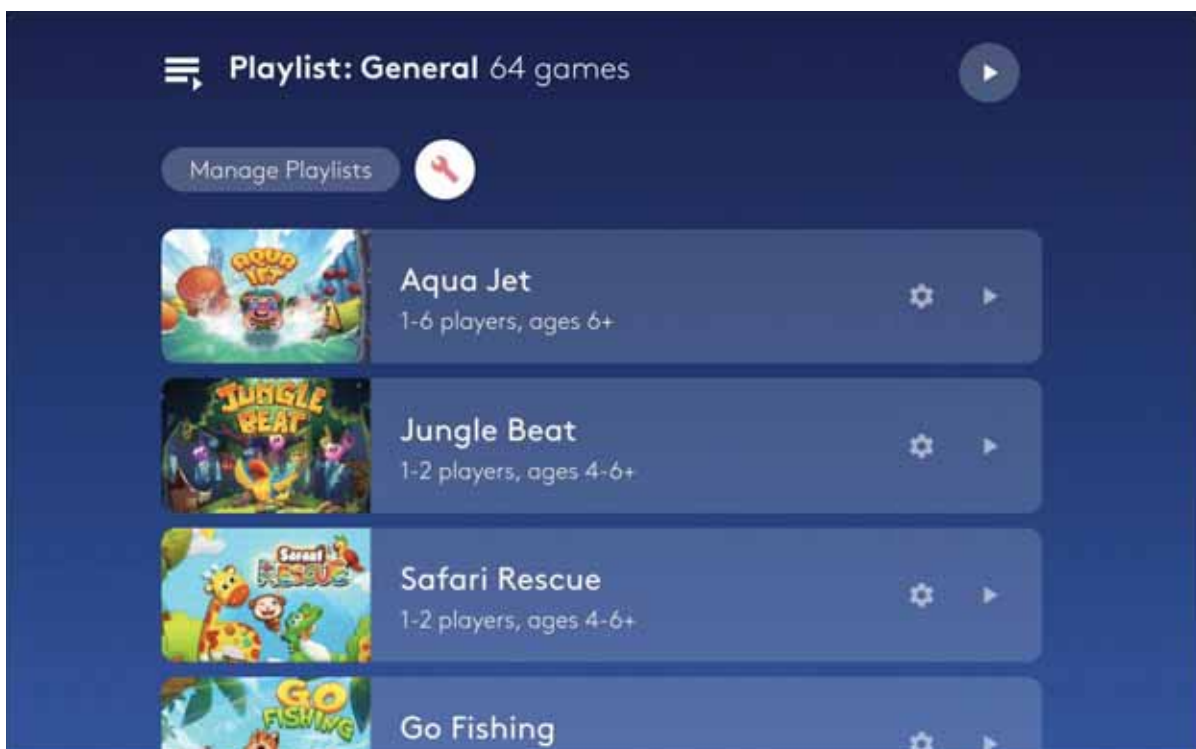 Playlist: General 64 games
Manage Playlists
AQUA
JET
Aqua Jet
1-6 players, ages 6+
JUNGLE
BEAT
Jungle Beat
1-2 players, ages 4-6+
Safari
RESCUE
Safari Rescue
1-2 players, ages 4-6+
GO
FISHING
Go Fishing